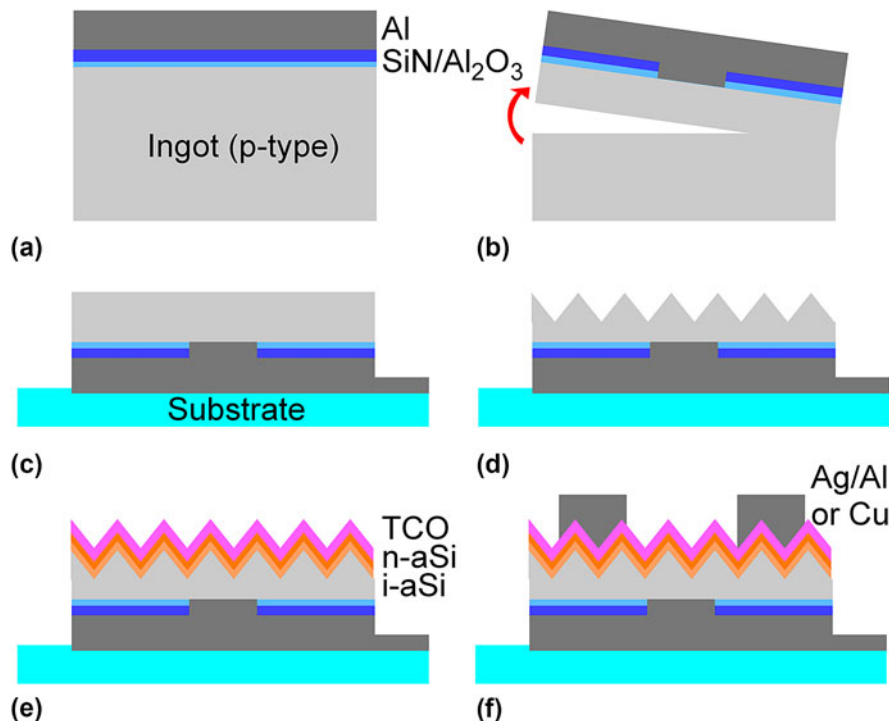 Al
SiN/Al₂O₃
Ingot (p-type)
(a)
(b)
Substrate
(c)
(d)
TCO
n-aSi
i-aSi
Ag/Al
or Cu
(e)
(f)